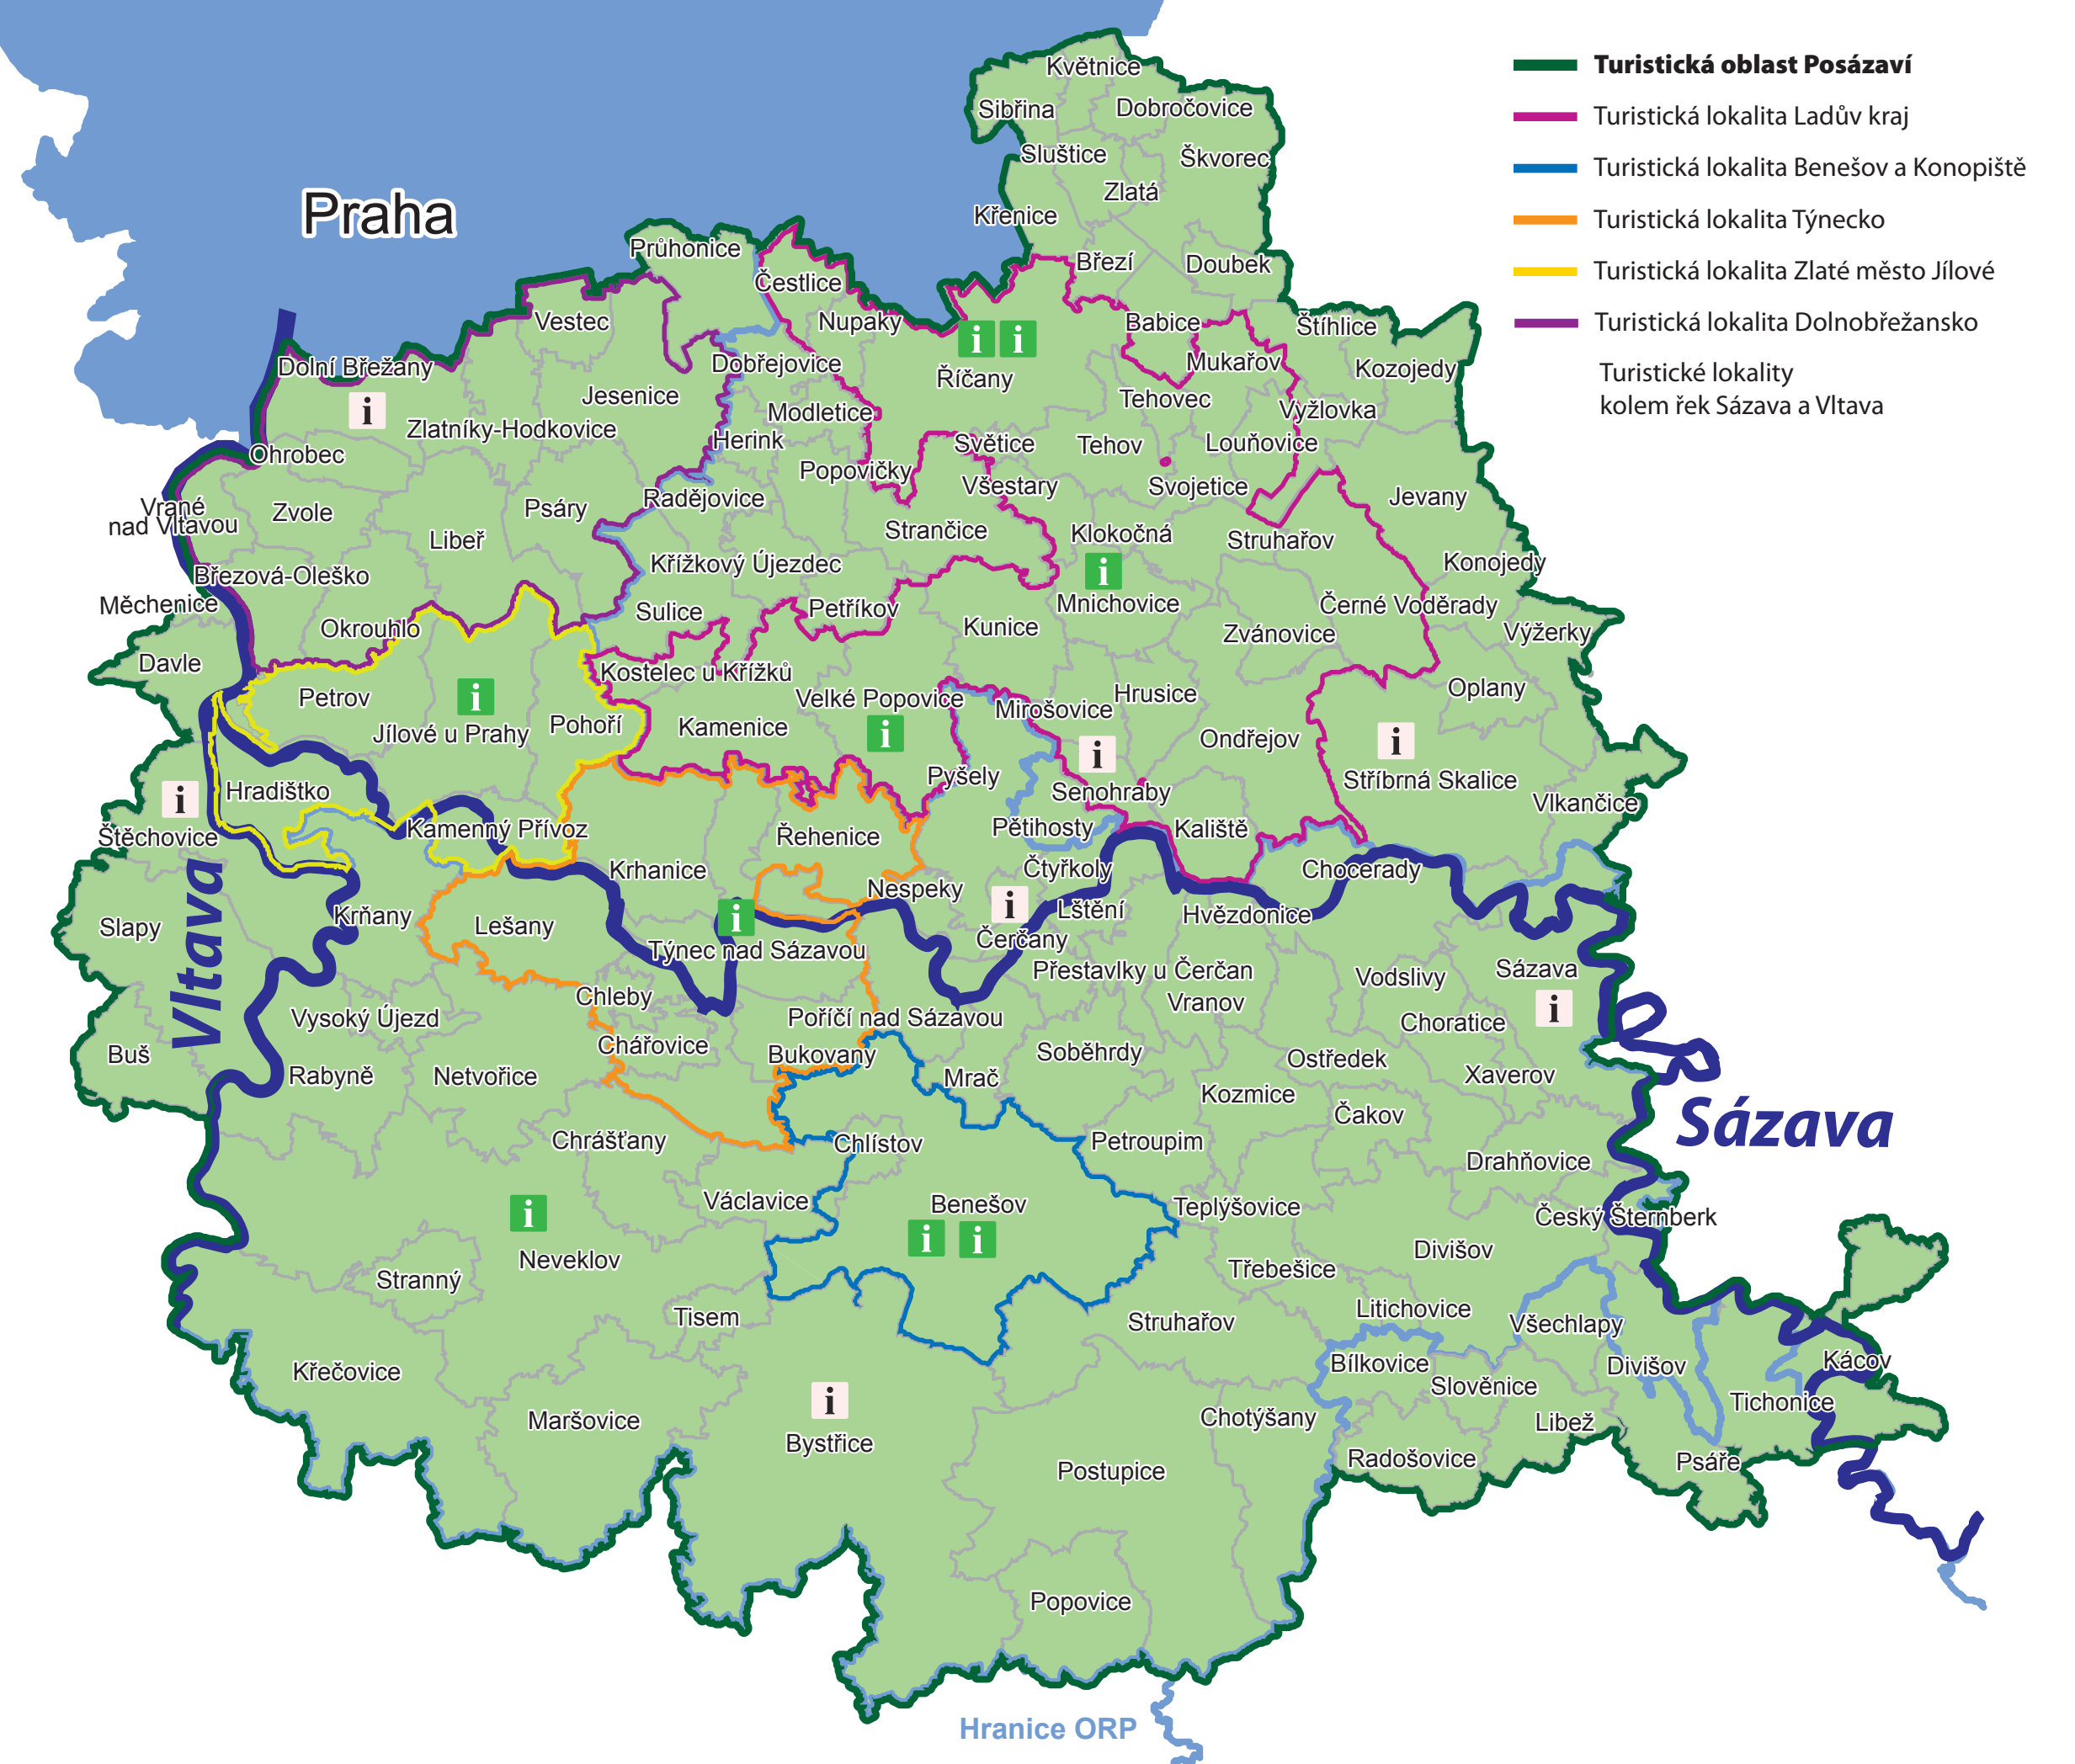 Turistická oblast Posázaví
Turistická lokalita Ladův kraj
Turistická lokalita Benešov a Konopiště
Turistická lokalita Týnecko
Turistická lokalita Zlaté město Jílové
Turistická lokalita Dolnobřežansko
Turistické lokality
kolem řek Sázava a Vltava
Praha
Květnice
Sibřina
Dobročovice
Sluštice
Škvorec
Zlatá
Křenice
Průhonice
Březí
Doubek
Čestlice
Vestec
Nupaky
i i
Babice
Štíhlice
Dolní Břežany
Dobřejovice
Říčany
Mukařov
Kozojedy
i
Jesenice
Modletice
Tehovec
Vyžlovka
Zlatníky-Hodkovice
Herink
Světice
Tehov
Louňovice
Ohrobec
Popovičky
Všestary
Svojetice
Radějovice
Jevany
Vrané
nad Vltavou
Zvole
Psáry
Libeř
Strančice
Klokočná
Struhařov
Březová-Oleško
Křížkový Újezdec
i
Konojedy
Měchenice
Sulice
Petříkov
Mnichovice
Černé Voděrady
Okrouhlo
Kunice
Zvánovice
Výžerky
Davle
Kostelec u Křížků
Petrov
i
Velké Popovice
Hrusice
Oplany
Jílové u Prahy
Pohoří
Kamenice
i
Mirošovice
Ondřejov
i
i
Pyšely
Stříbrná Skalice
Hradištko
i
Senohraby
Vlkančice
Štěchovice
Kamenný Přívoz
Řehenice
Pětihosty
Kaliště
Krhanice
Čtyřkoly
Chocerady
Nespeky
i
Slapy
Krňany
Lešany
i
Lštění
Hvězdonice
Týnec nad Sázavou
Čerčany
Vltava
Chleby
Přestavlky u Čerčan
Vodslivy
Sázava
Vysoký Újezd
Poříčí nad Sázavou
Vranov
i
Choratice
Buš
Chářovice
Bukovany
Soběhrdy
Ostředek
Rabyně
Netvořice
Mrač
Xaverov
Kozmice
Čakov
Sázava
Chrášťany
Chlístov
Petroupim
Drahňovice
Václavice
Benešov
Teplýšovice
Český Šternberk
i
i i
Neveklov
Divišov
Stranný
Třebešice
Tisem
Struhařov
Litichovice
Všechlapy
Křečovice
Bílkovice
Divišov
Kácov
i
Slověnice
Tichonice
Maršovice
Chotýšany
Libež
Bystřice
Radošovice
Psáře
Postupice
Popovice
Hranice ORP